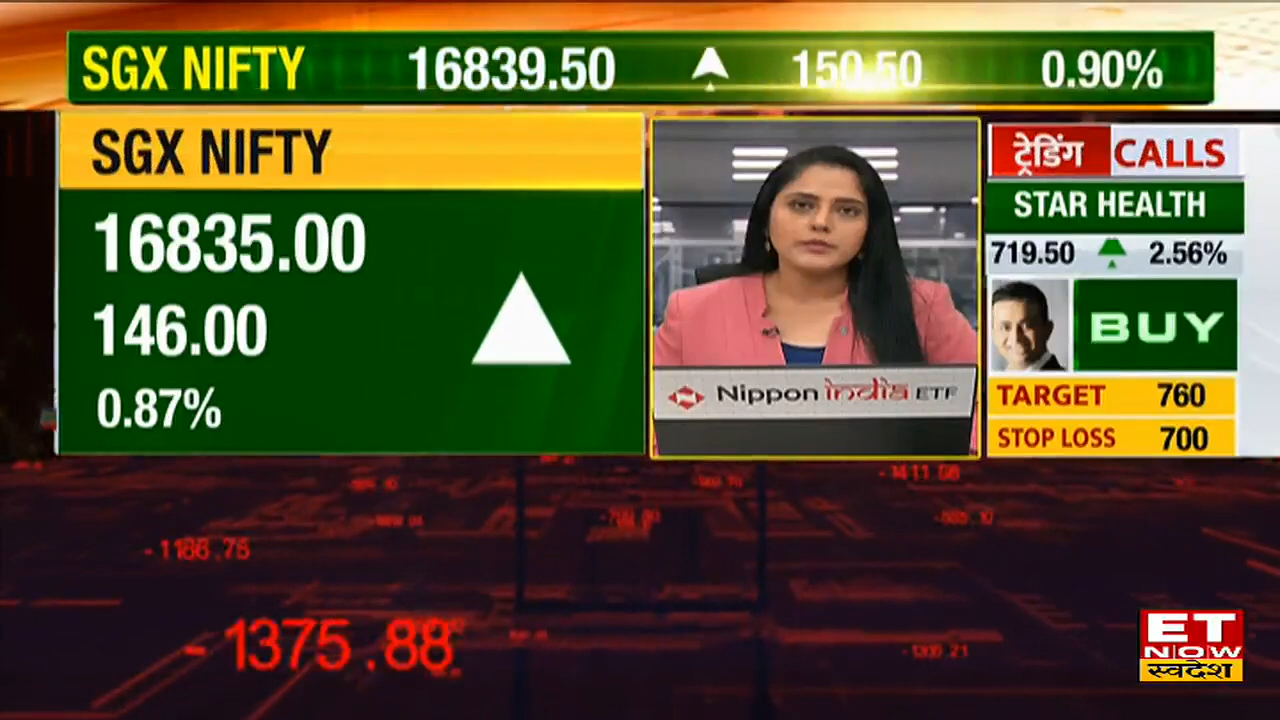 SGX NIFTY 16839.50 150.50 0.90%
SGX NIFTY
16835.00
146.00
0.87%
Nippon india ETF
ट्रेडिंग CALLS
STAR HEALTH
719.50 2.56%
BUY
TARGET 760
STOP LOSS 700
-1411.08
-1186.75
-1375.88
ET
NOW
स्वदेश